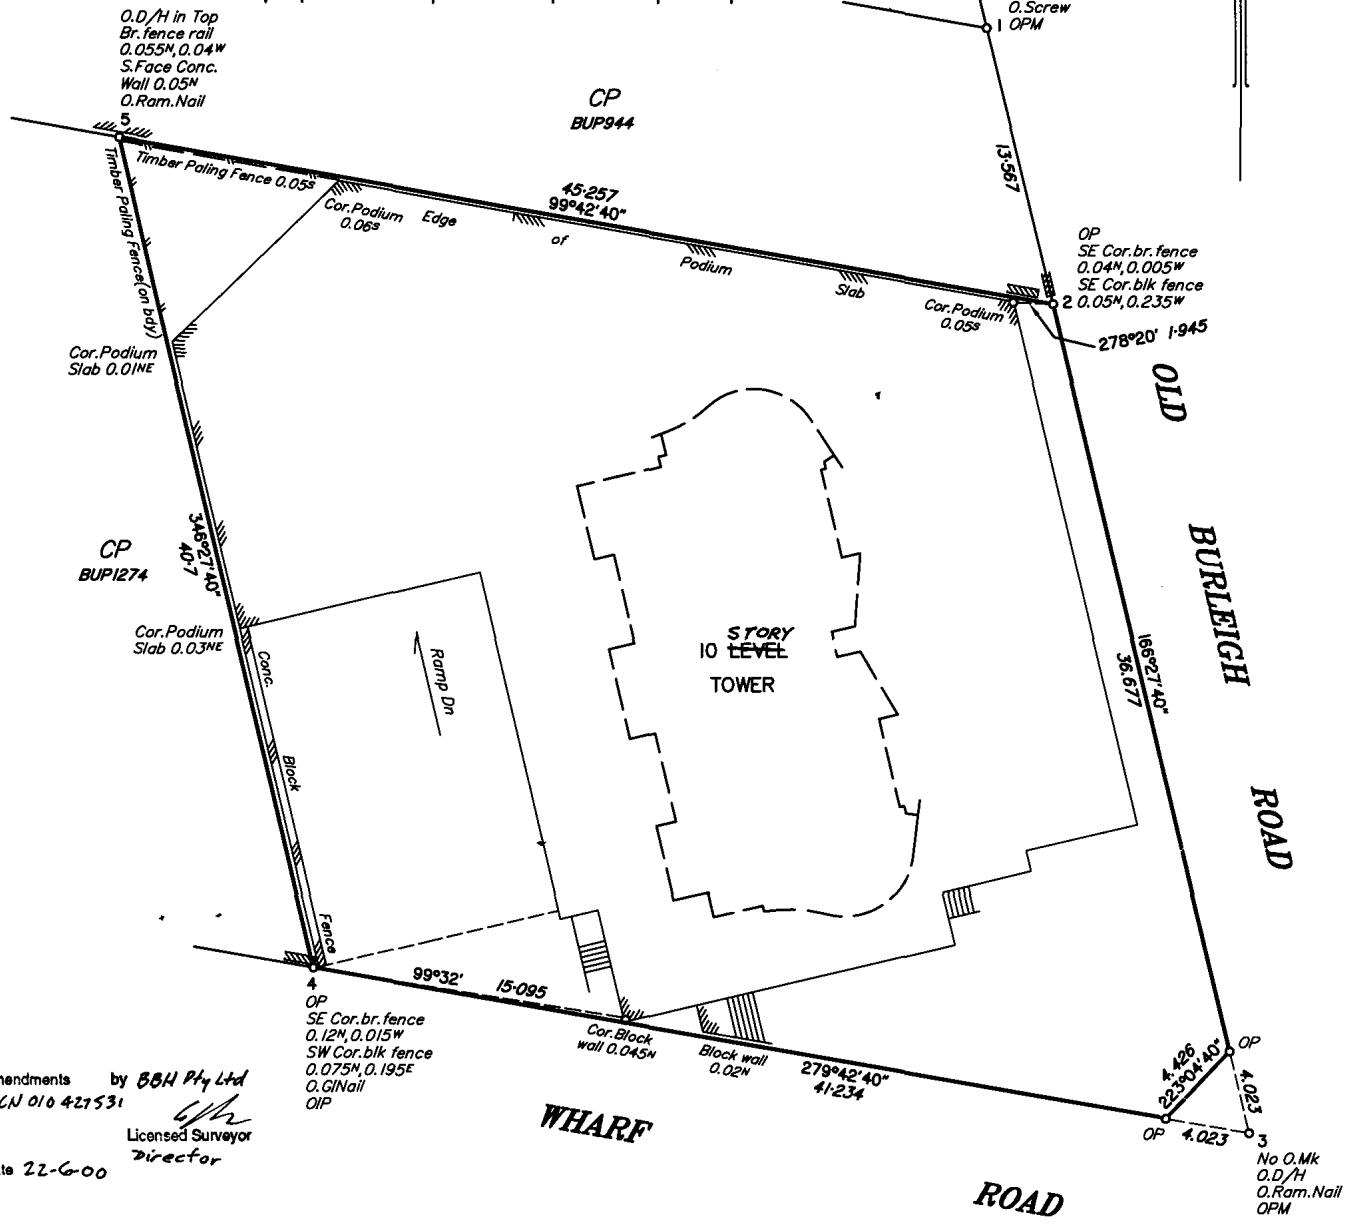 O.D/H in Top
Br.fence rail
0.055N,0.04W
S.Face Conc.
Wall 0.05N
O.Ram.Nail
5
O.Screw
1 OPM
CP
BUP944
13·567
Timber Paling Fence 0.05S
Timber Paling Fence(on bdy)
45·257
99°42'40"
Cor.Podium
0.06S
Edge
of
Podium
Slab
Cor.Podium
0.05S
OP
SE Cor.br.fence
0.04N,0.005W
SE Cor.blk fence
2 0.05N,0.235W
278°20' 1·945
Cor.Podium
Slab 0.01NE
OLD
BURLEIGH
ROAD
346°27'40"
40·7
CP
BUP1274
Cor.Podium
Slab 0.03NE
Conc.
Block
Fence
Ramp Dn
STORY
10 LEVEL
TOWER
166°27'40"
36.677
4
99°32' 15·095
OP
SE Cor.br.fence
0.12N,0.015W
SW Cor.blk fence
0.075N,0.195E
O.GINail
OIP
Cor.Block
wall 0.045N
Block wall
0.02N
279°42'40"
41·234
4.426
223°04'40"
OP
4.023
OP
4.023
3
No O.Mk
O.D/H
O.Ram.Nail
OPM
WHARF
ROAD
mendments by BBH Pty Ltd
CN 010 427531
Licensed Surveyor
Director
te 22-6-00